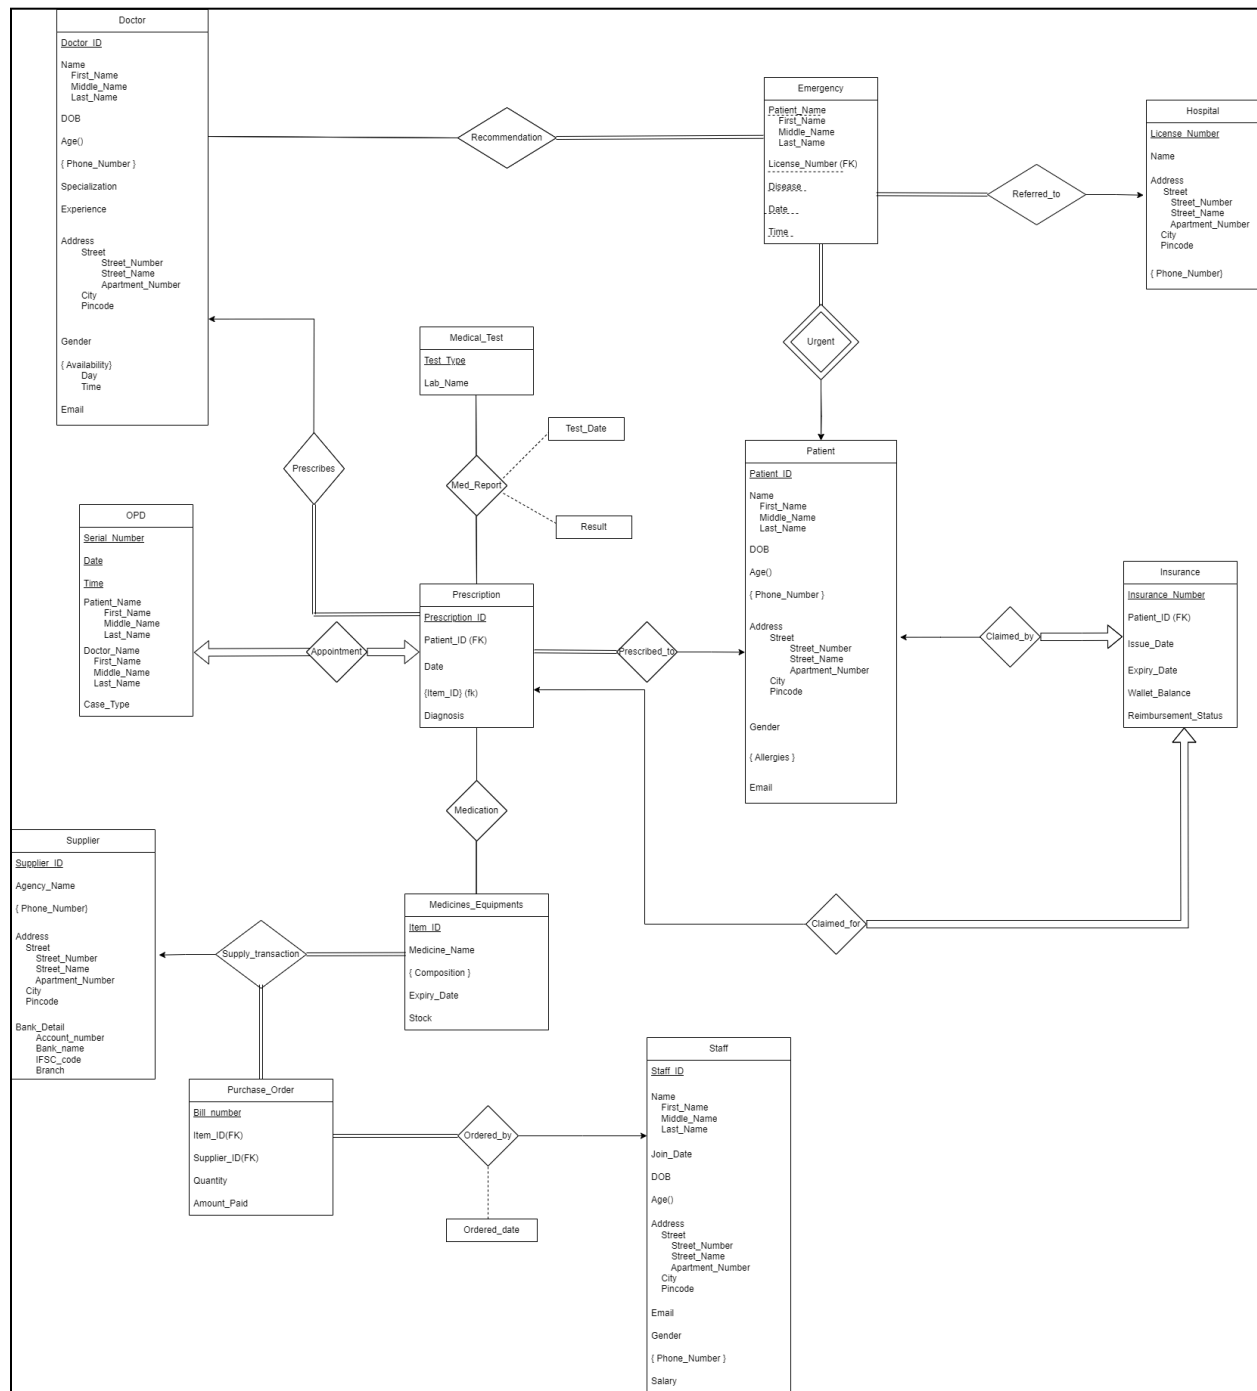 Doctor
Doctor_ID
Name
First_Name
Middle_Name
Last_Name
DOB
Age()
{ Phone_Number }
Specialization
Experience
Address
Street
Street_Number
Street_Name
Apartment_Number
City
Pincode
Gender
{ Availability}
Day
Time
Email
Recommendation
Emergency
Patient_Name
First_Name
Middle_Name
Last_Name
License_Number (FK)
Disease
Date
Time
Referred_to
Hospital
License_Number
Name
Address
Street
Street_Number
Street_Name
Apartment_Number
City
Pincode
{ Phone_Number}
Urgent
Medical_Test
Test_Type
Lab_Name
Test_Date
Med_Report
Result
Prescribes
OPD
Serial_Number
Date
Time
Patient_Name
First_Name
Middle_Name
Last_Name
Doctor_Name
First_Name
Middle_Name
Last_Name
Case_Type
Appointment
Prescription
Prescription_ID
Patient_ID (FK)
Date
{Item_ID} (fk)
Diagnosis
Prescribed_to
Patient
Patient_ID
Name
First_Name
Middle_Name
Last_Name
DOB
Age()
{ Phone_Number }
Address
Street
Street_Number
Street_Name
Apartment_Number
City
Pincode
Gender
{ Allergies }
Email
Claimed_by
Insurance
Insurance_Number
Patient_ID (FK)
Issue_Date
Expiry_Date
Wallet_Balance
Reimbursement_Status
Medication
Claimed_for
Supplier
Supplier_ID
Agency_Name
{ Phone_Number}
Address
Street
Street_Number
Street_Name
Apartment_Number
City
Pincode
Bank_Detail
Account_number
Bank_name
IFSC_code
Branch
Supply_transaction
Medicines_Equipments
Item_ID
Medicine_Name
{ Composition }
Expiry_Date
Stock
Purchase_Order
Bill_number
Item_ID(FK)
Supplier_ID(FK)
Quantity
Amount_Paid
Ordered_by
Ordered_date
Staff
Staff_ID
Name
First_Name
Middle_Name
Last_Name
Join_Date
DOB
Age()
Address
Street
Street_Number
Street_Name
Apartment_Number
City
Pincode
Email
Gender
{ Phone_Number }
Salary